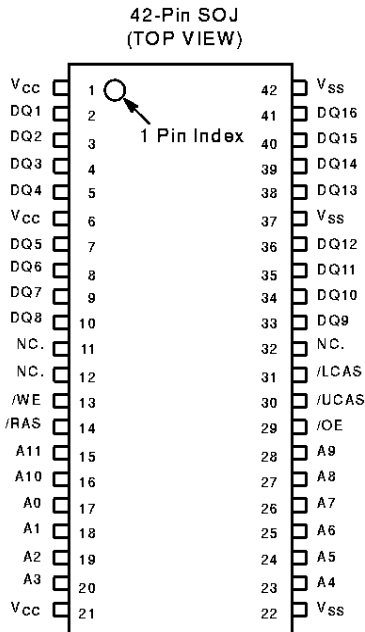 42-Pin SOJ
(TOP VIEW)
VCC 1 42 VSS
DQ1 2 41 DQ16
1 Pin Index
DQ2 3 40 DQ15
DQ3 4 39 DQ14
DQ4 5 38 DQ13
VCC 6 37 VSS
DQ5 7 36 DQ12
DQ6 8 35 DQ11
DQ7 9 34 DQ10
DQ8 10 33 DQ9
NC. 11 32 NC.
NC. 12 31 /LCAS
/WE 13 30 /UCAS
/RAS 14 29 /OE
A11 15 28 A9
A10 16 27 A8
A0 17 26 A7
A1 18 25 A6
A2 19 24 A5
A3 20 23 A4
VCC 21 22 VSS